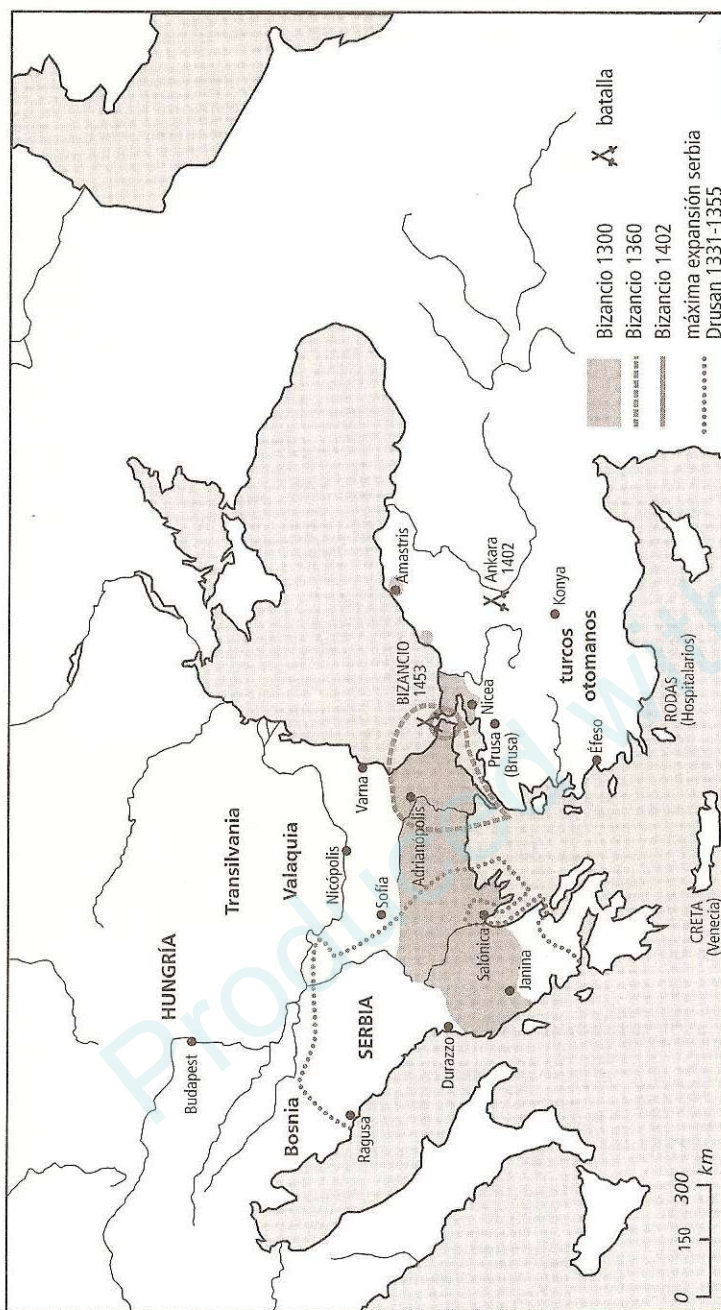 HUNGRÍA
Budapest
Transilvania
Valaquia
Nicópolis
Varna
Bosnia
SERBIA
Ragusa
Sofía
Durazzo
Adrianópolis
Salónica
Janina
BIZANCIO
1453
Amastris
Nicea
Prusa
(Brusa)
Ankara
1402
Konya
turcos
otomanos
Éfeso
RODAS
(Hospitalarios)
CRETA
(Venecia)
0 150 300
km
Bizancio 1300
Bizancio 1360
Bizancio 1402
máxima expansión serbia
Drusan 1331-1355
batalla
Produced with